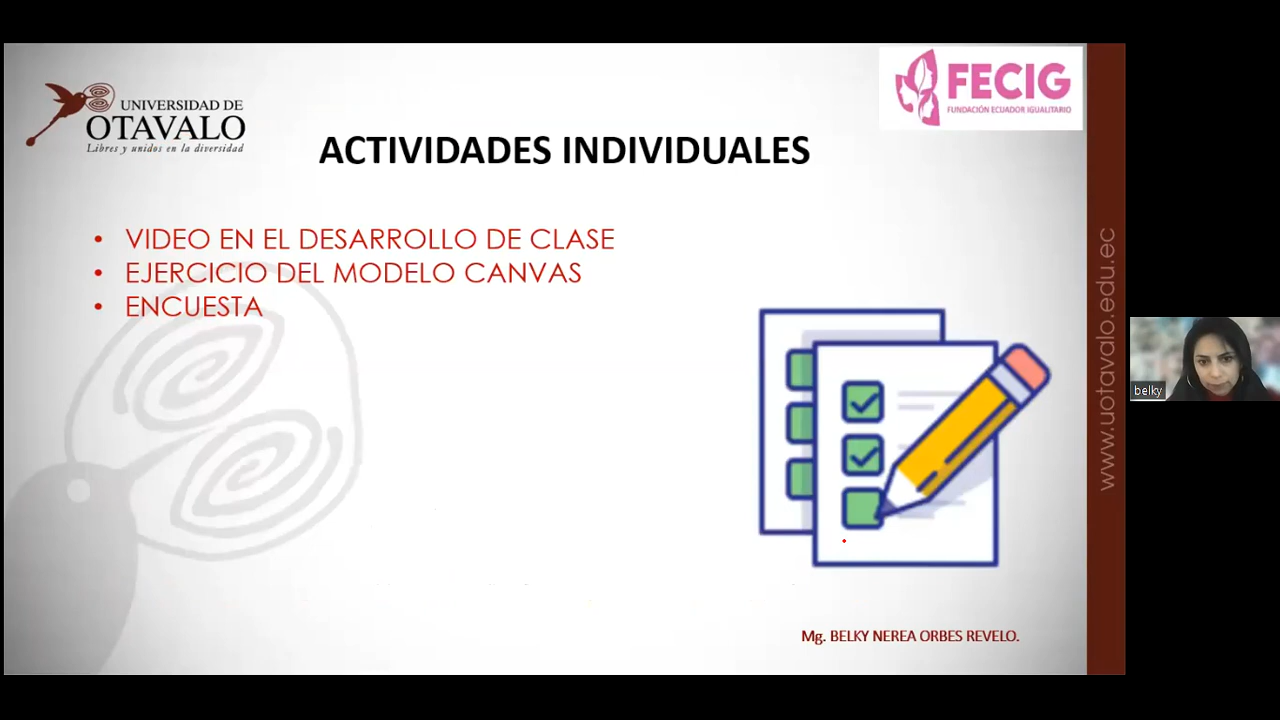 UNIVERSIDAD DE
OTAVALO
Libres y unidos en la diversidad
FECIG
FUNDACIÓN ECUADOR IGUALITARIO
ACTIVIDADES INDIVIDUALES
• VIDEO EN EL DESARROLLO DE CLASE
• EJERCICIO DEL MODELO CANVAS
• ENCUESTA
www.uotavalo.edu.ec
belky
Mg. BELKY NEREA ORBES REVELO.